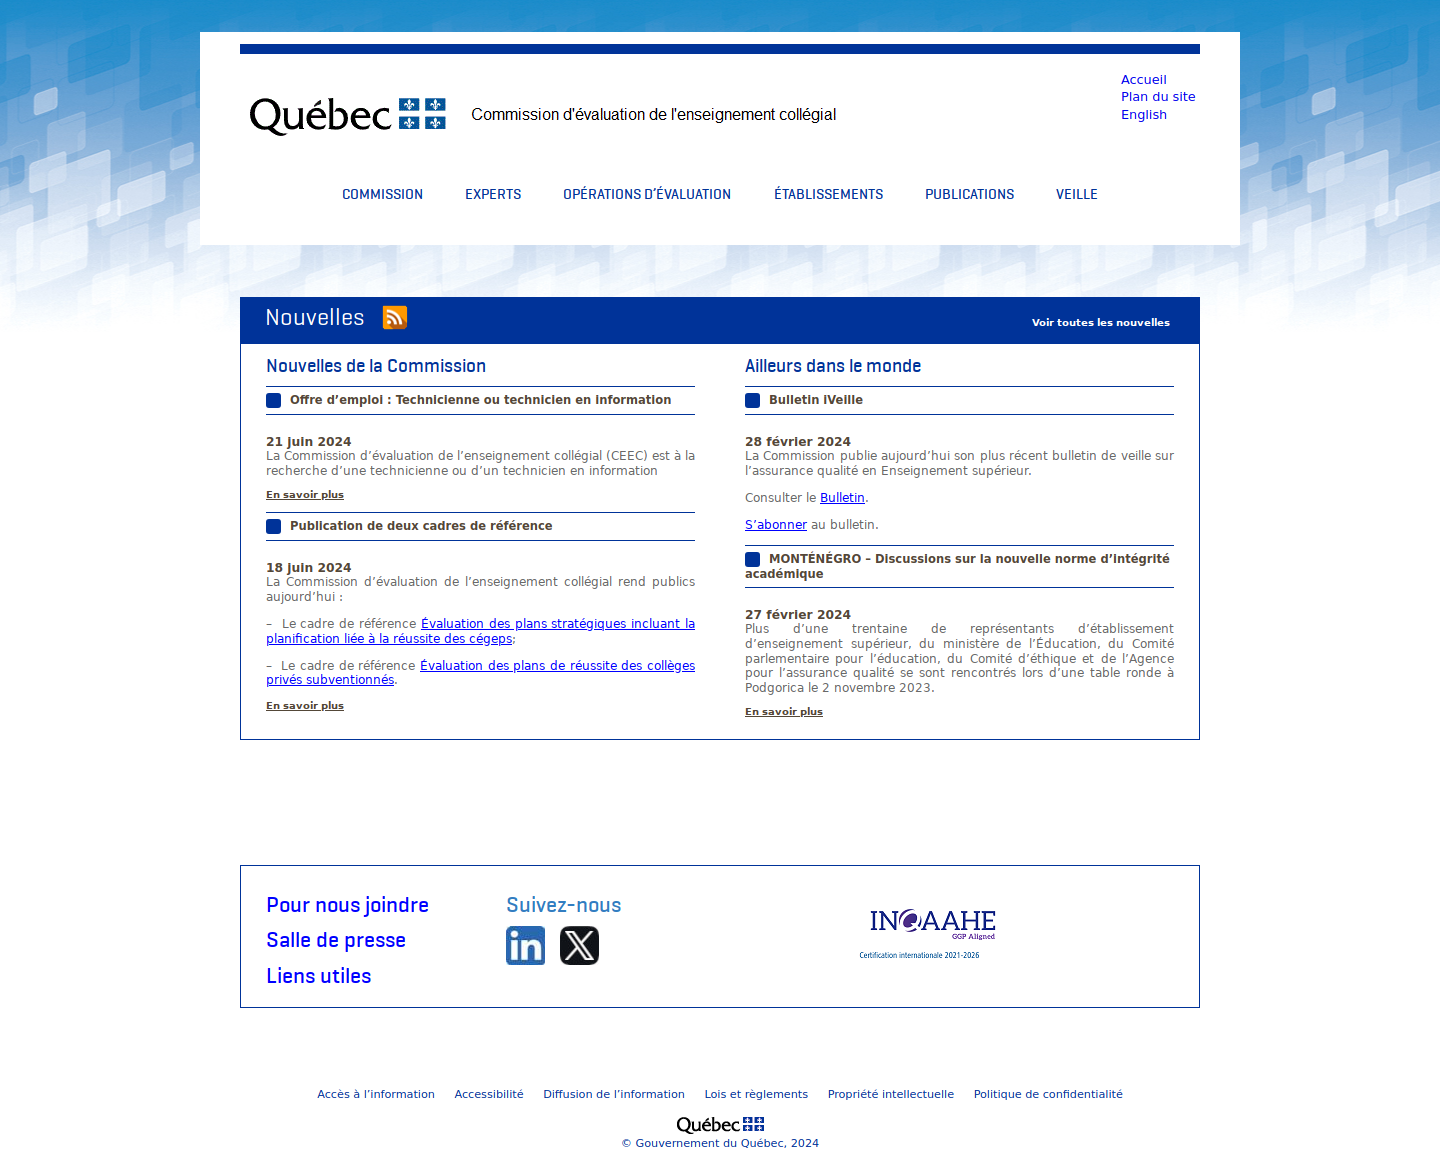 Accueil
Plan du site
English
Québec
Commission d'évaluation de l'enseignement collégial
COMMISSION EXPERTS OPÉRATIONS D'ÉVALUATION ÉTABLISSEMENTS PUBLICATIONS VEILLE
Nouvelles
Voir toutes les nouvelles
Nouvelles de la Commission
Offre d’emploi : Technicienne ou technicien en information
21 juin 2024
La Commission d’évaluation de l’enseignement collégial (CEEC) est à la
recherche d’une technicienne ou d’un technicien en information
En savoir plus
Publication de deux cadres de référence
18 juin 2024
La Commission d’évaluation de l’enseignement collégial rend publics
aujourd’hui :
– Le cadre de référence Évaluation des plans stratégiques incluant la
planification liée à la réussite des cégeps;
– Le cadre de référence Évaluation des plans de réussite des collèges
privés subventionnés.
En savoir plus
Ailleurs dans le monde
Bulletin iVeille
28 février 2024
La Commission publie aujourd’hui son plus récent bulletin de veille sur
l’assurance qualité en Enseignement supérieur.
Consulter le Bulletin.
S’abonner au bulletin.
MONTÉNÉGRO – Discussions sur la nouvelle norme d’intégrité
académique
27 février 2024
Plus d’une trentaine de représentants d’établissement
d’enseignement supérieur, du ministère de l’Éducation, du Comité
parlementaire pour l’éducation, du Comité d’éthique et de l’Agence
pour l’assurance qualité se sont rencontrés lors d’une table ronde à
Podgorica le 2 novembre 2023.
En savoir plus
Pour nous joindre
Salle de presse
Liens utiles
Suivez-nous
in X
INQAAHE
GGP Aligned
Certification internationale 2021-2026
Accès à l’information Accessibilité Diffusion de l’information Lois et règlements Propriété intellectuelle Politique de confidentialité
Québec
© Gouvernement du Québec, 2024